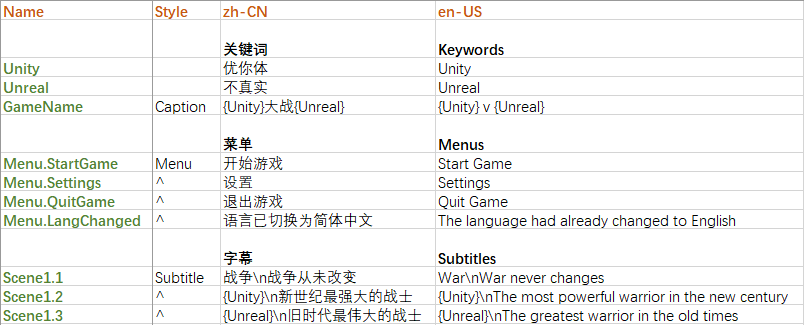 Name Style zh-CN en-US
关键词 Keywords
Unity 优你体 Unity
Unreal 不真实 Unreal
GameName Caption {Unity}大战{Unreal} {Unity} v {Unreal}
菜单 Menus
Menu.StartGame Menu 开始游戏 Start Game
Menu.Settings ^ 设置 Settings
Menu.QuitGame ^ 退出游戏 Quit Game
Menu.LangChanged ^ 语言已切换为简体中文 The language had already changed to English
字幕 Subtitles
Scene1.1 Subtitle 战争\n战争从未改变 War\nWar never changes
Scene1.2 ^ {Unity}\n新世纪最强大的战士 {Unity}\nThe most powerful warrior in the new century
Scene1.3 ^ {Unreal}\n旧时代最伟大的战士 {Unreal}\nThe greatest warrior in the old times